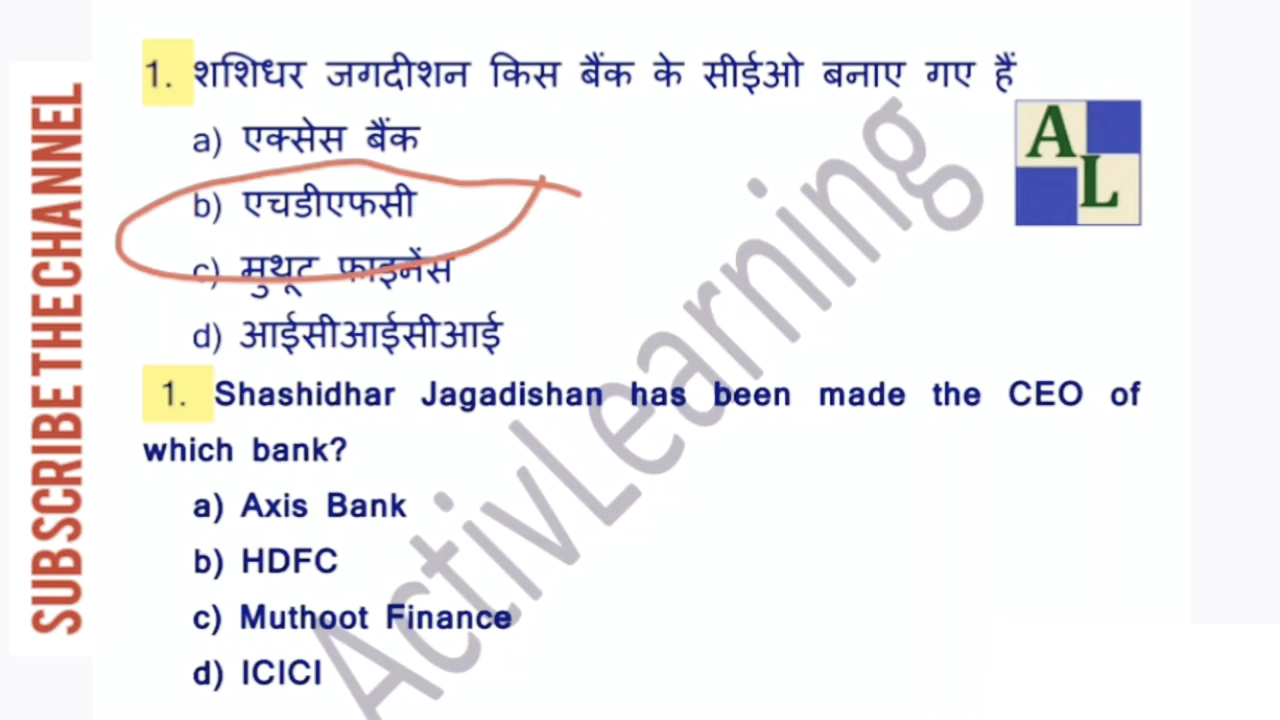 SUBSCRIBE THE CHANNEL
1. शशिधर जगदीशन किस बैंक के सीईओ बनाए गए हैं
a) एक्सेस बैंक
b) एचडीएफसी
c) मुथूट फाइनेंस
d) आईसीआईसीआई
A
L
1. Shashidhar Jagadishan has been made the CEO of
which bank?
a) Axis Bank
b) HDFC
c) Muthoot Finance
d) ICICI
ActivLearning